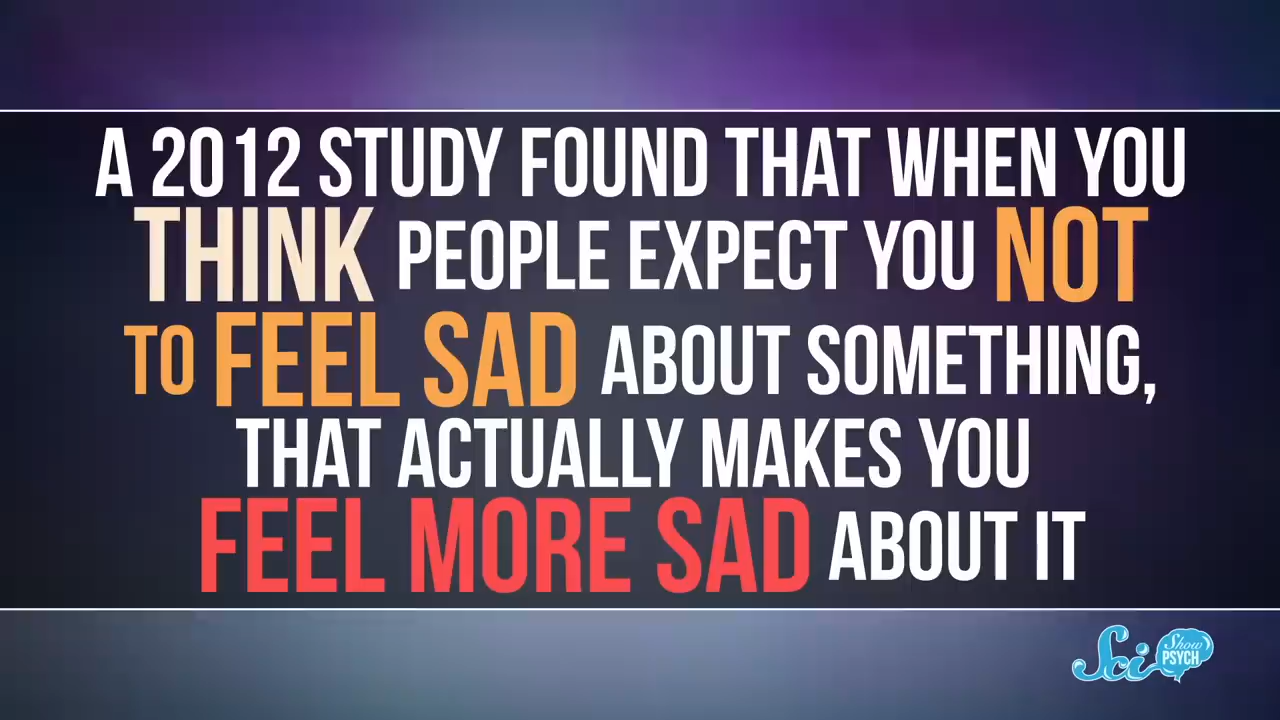 A 2012 STUDY FOUND THAT WHEN YOU
THINK PEOPLE EXPECT YOU NOT
TO FEEL SAD ABOUT SOMETHING,
THAT ACTUALLY MAKES YOU
FEEL MORE SAD ABOUT IT
Sci Show
PSYCH